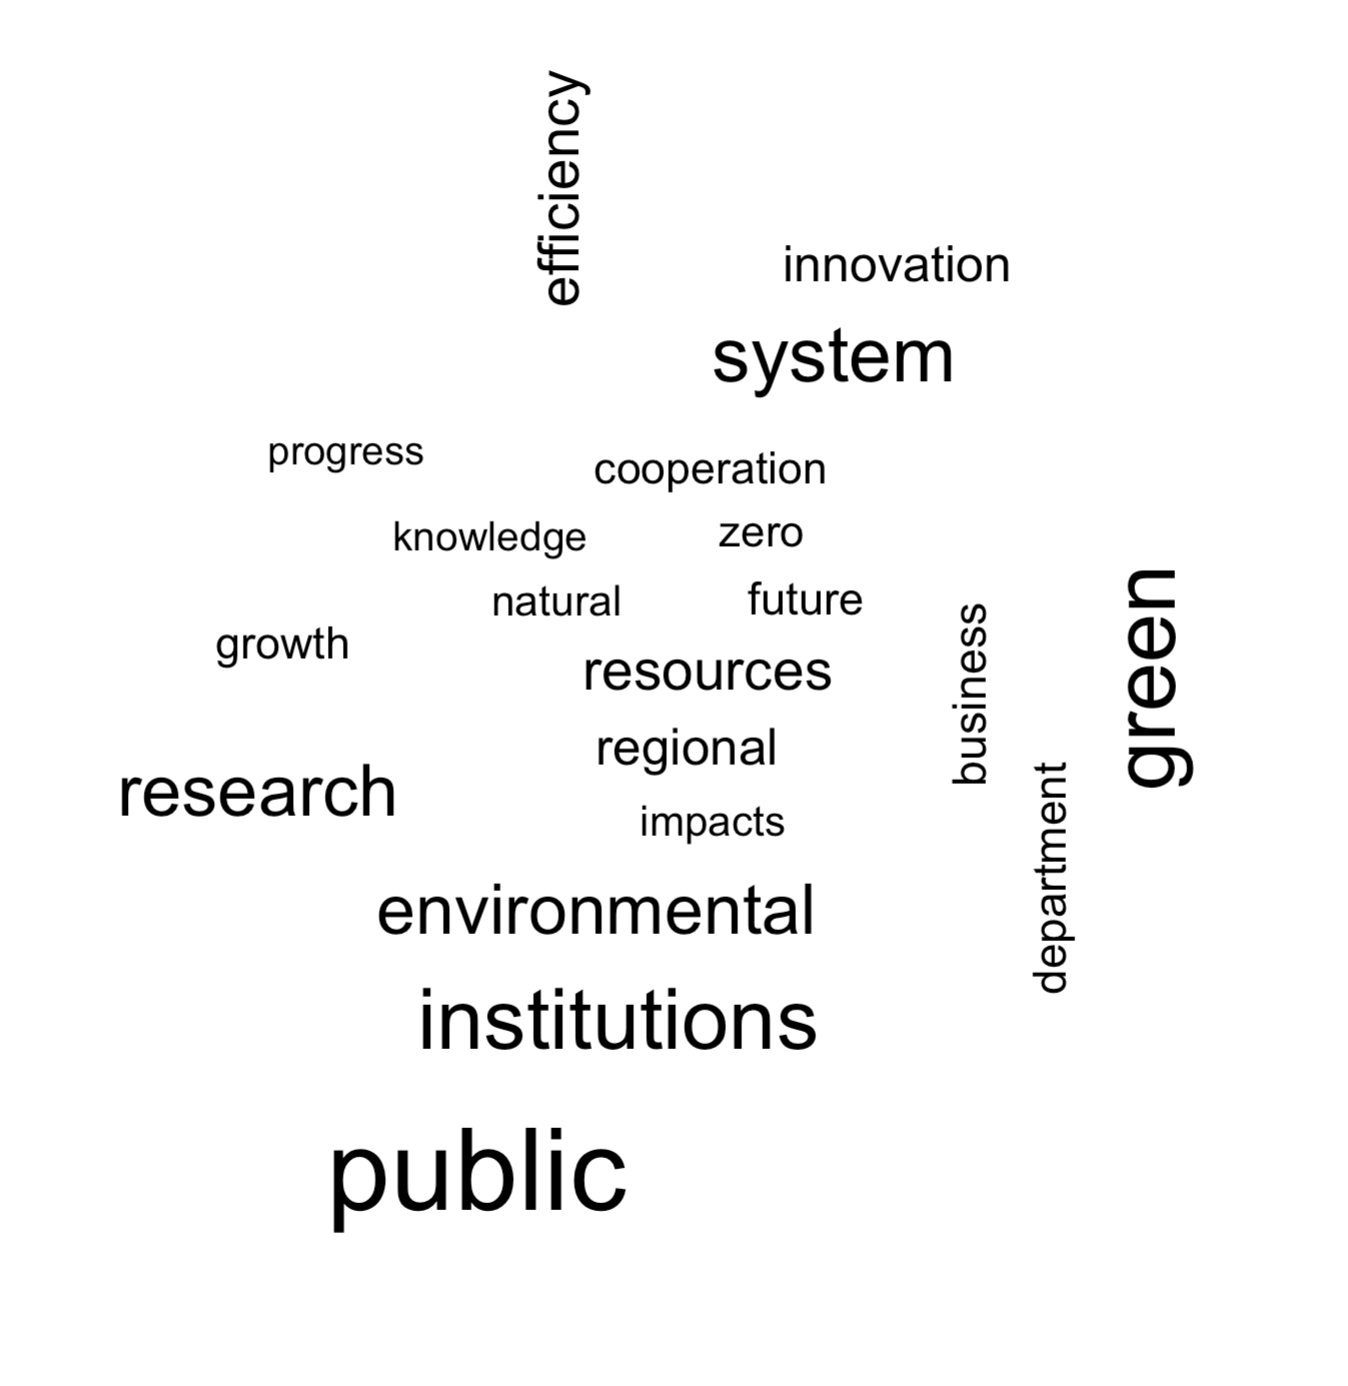 efficiency
innovation
system
progress
cooperation
knowledge
zero
natural
future
growth
resources
business
green
regional
research
impacts
department
environmental
institutions
public